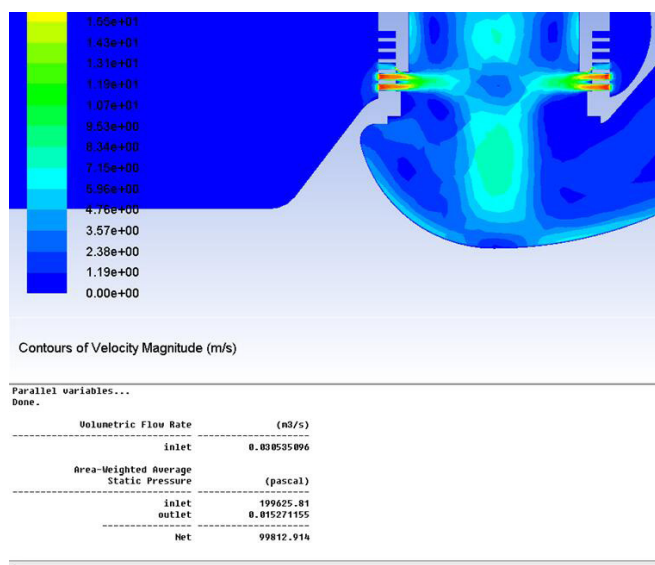 1.66e+01
1.43e+01
1.31e+01
1.19e+01
1.07e+01
9.53e+00
8.34e+00
7.15e+00
5.96e+00
4.76e+00
3.57e+00
2.38e+00
1.19e+00
0.00e+00
Contours of Velocity Magnitude (m/s)
Parallel variables...
Done.
Volumetric Flow Rate (m3/s)
-------------------------------- --------------------
inlet 0.030535096
Area-Weighted Average
Static Pressure (pascal)
-------------------------------- --------------------
inlet 199625.81
outlet 0.015271155
---------------- --------------------
Net 99812.914